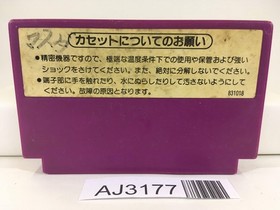 カセットについてのお願い
●精密機器ですので、極端な温度条件下での使用や保管および強い
ショックをさけてください。また、絶対に分解しないでください。
●端子部に手を触れたり、水にぬらしたりして汚さないようにして
ください。故障の原因となります。
831018
AJ3177